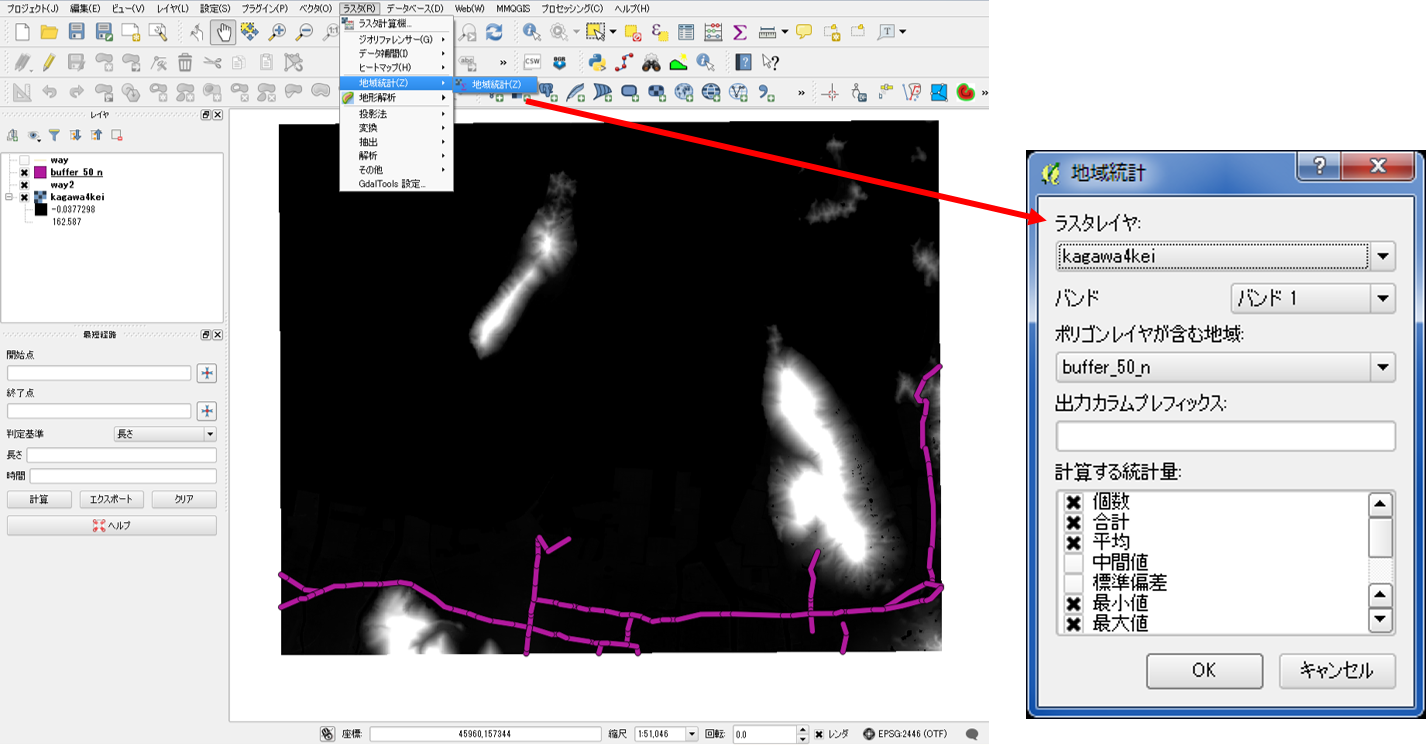 プロジェクト(J) 編集(E) ビュー(V) レイヤ(L) 設定(S) プラグイン(P) ベクタ(O) ラスタ(R) データベース(D) Web(W) MMQGIS プロセッシング(C) ヘルプ(H)
ラスタ計算機...
ジオリファレンサー(G)
データ補間(I)
ヒートマップ(H)
地域統計(Z)
地域統計(Z)
地形解析
投影法
変換
抽出
解析
その他
GdalTools 設定...
CSW
レイヤ
way
buffer_50_n
way2
kagawa4kei
-0.0377298
162.587
最短経路
開始点
終了点
判定基準 長さ
長さ
時間
計算 エクスポート クリア
ヘルプ
座標: 45960,157344 縮尺 1:51,046 回転: 0.0 レンダ EPSG:2446 (OTF)
地域統計
ラスタレイヤ:
kagawa4kei
バンド バンド 1
ポリゴンレイヤが含む地域:
buffer_50_n
出力カラムプレフィックス:
計算する統計量:
個数
合計
平均
中間値
標準偏差
最小値
最大値
OK キャンセル